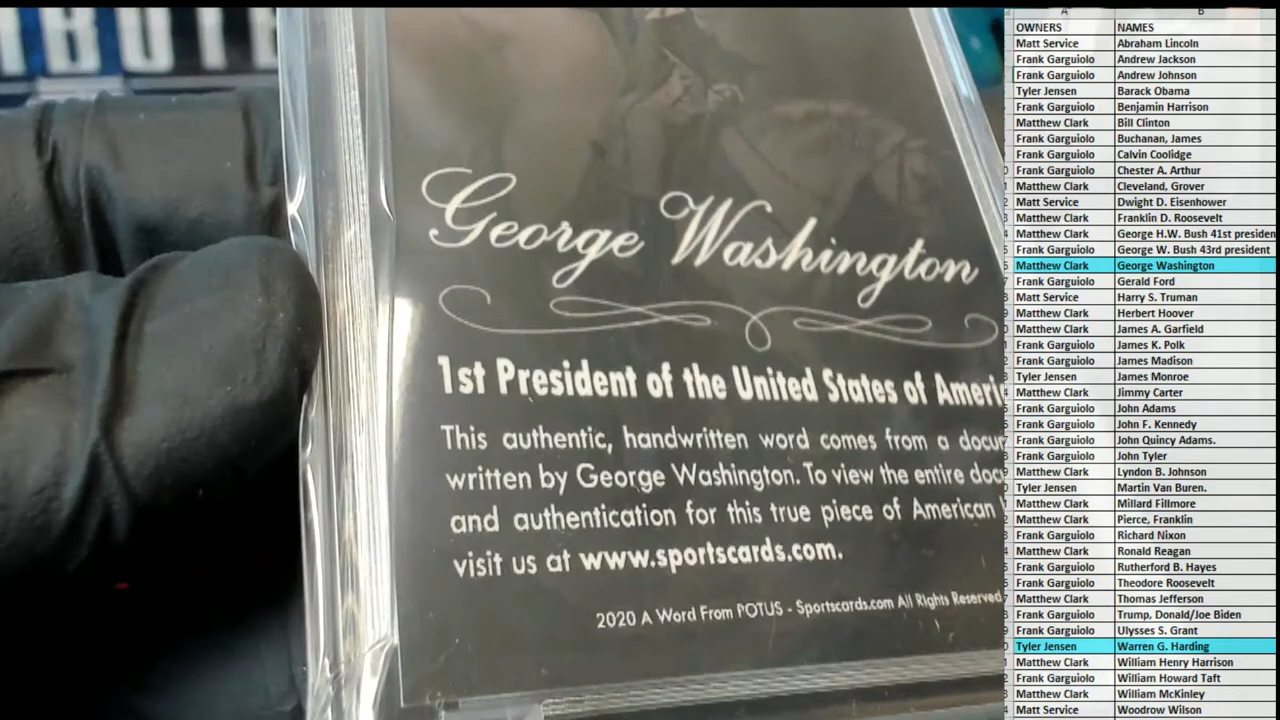 BUTE
George Washington
1st President of the United States of Ameri
This authentic, handwritten word comes from a docu
written by George Washington. To view the entire doc
and authentication for this true piece of American
visit us at www.sportscards.com.
2020 A Word From POTUS - Sportscards.com All Rights Reserved
A B
OWNERS NAMES
Matt Service Abraham Lincoln
Frank Garguiolo Andrew Jackson
Frank Garguiolo Andrew Johnson
Tyler Jensen Barack Obama
Frank Garguiolo Benjamin Harrison
Matthew Clark Bill Clinton
Frank Garguiolo Buchanan, James
Frank Garguiolo Calvin Coolidge
Frank Garguiolo Chester A. Arthur
Matthew Clark Cleveland, Grover
Matt Service Dwight D. Eisenhower
Matthew Clark Franklin D. Roosevelt
Matthew Clark George H.W. Bush 41st presiden
Frank Garguiolo George W. Bush 43rd president
Matthew Clark George Washington
Frank Garguiolo Gerald Ford
Matt Service Harry S. Truman
Matthew Clark Herbert Hoover
Matthew Clark James A. Garfield
Frank Garguiolo James K. Polk
Frank Garguiolo James Madison
Tyler Jensen James Monroe
Matthew Clark Jimmy Carter
Frank Garguiolo John Adams
Frank Garguiolo John F. Kennedy
Frank Garguiolo John Quincy Adams.
Frank Garguiolo John Tyler
Matthew Clark Lyndon B. Johnson
Tyler Jensen Martin Van Buren.
Matthew Clark Millard Fillmore
Matthew Clark Pierce, Franklin
Frank Garguiolo Richard Nixon
Matthew Clark Ronald Reagan
Frank Garguiolo Rutherford B. Hayes
Frank Garguiolo Theodore Roosevelt
Matthew Clark Thomas Jefferson
Frank Garguiolo Trump, Donald/Joe Biden
Frank Garguiolo Ulysses S. Grant
Tyler Jensen Warren G. Harding
Matthew Clark William Henry Harrison
Frank Garguiolo William Howard Taft
Matthew Clark William McKinley
Matt Service Woodrow Wilson